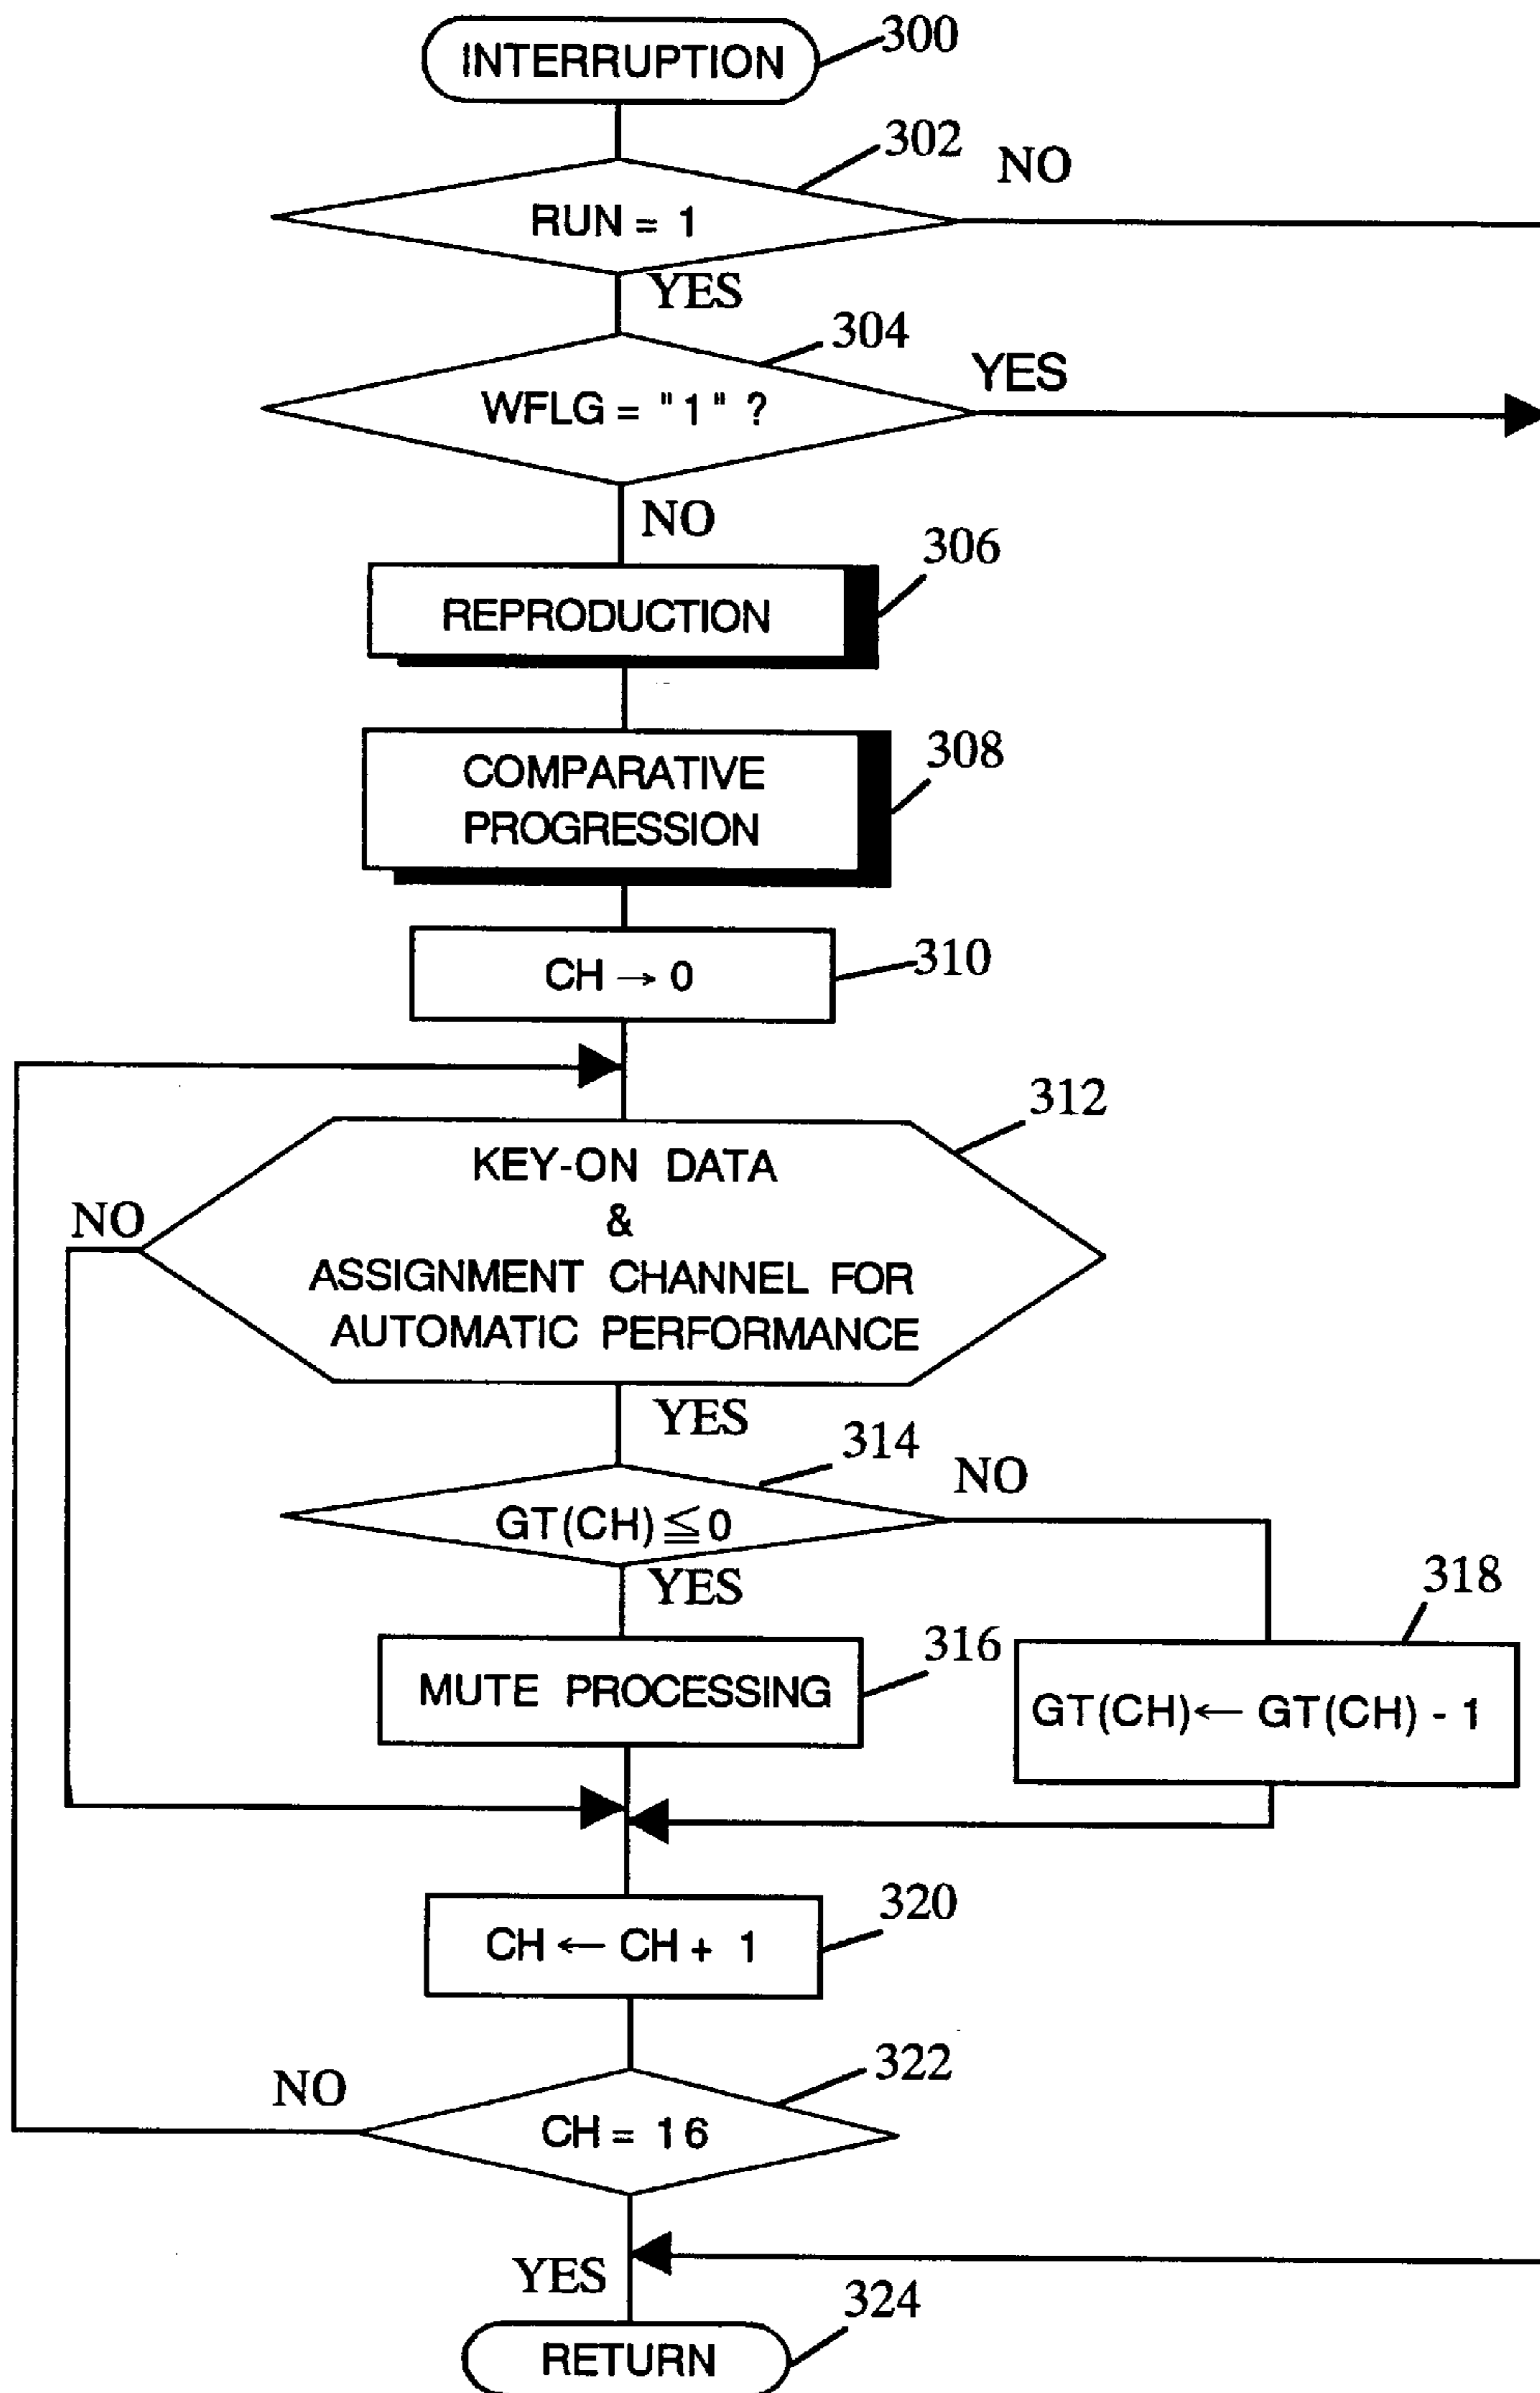 INTERRUPTION
300
302
NO
RUN = 1
YES
304
YES
WFLG = "1" ?
NO
306
REPRODUCTION
308
COMPARATIVE
PROGRESSION
310
CH → 0
312
KEY-ON DATA
NO
&
ASSIGNMENT CHANNEL FOR
AUTOMATIC PERFORMANCE
YES
314
NO
GT(CH) ≦ 0
YES
318
316
MUTE PROCESSING
GT(CH) ← GT(CH) - 1
320
CH ← CH + 1
322
NO
CH = 16
YES
324
RETURN